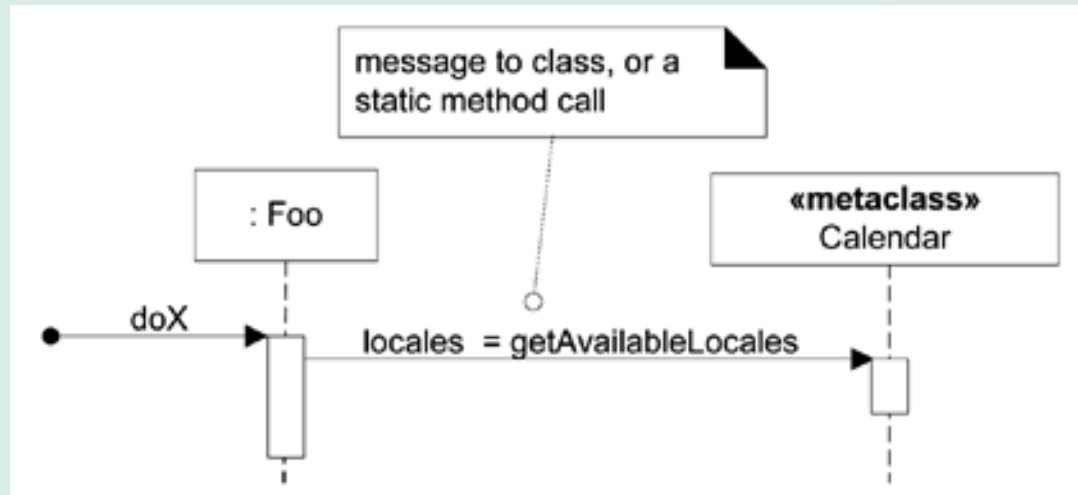 message to class, or a
static method call
: Foo
«metaclass»
Calendar
doX
locales = getAvailableLocales